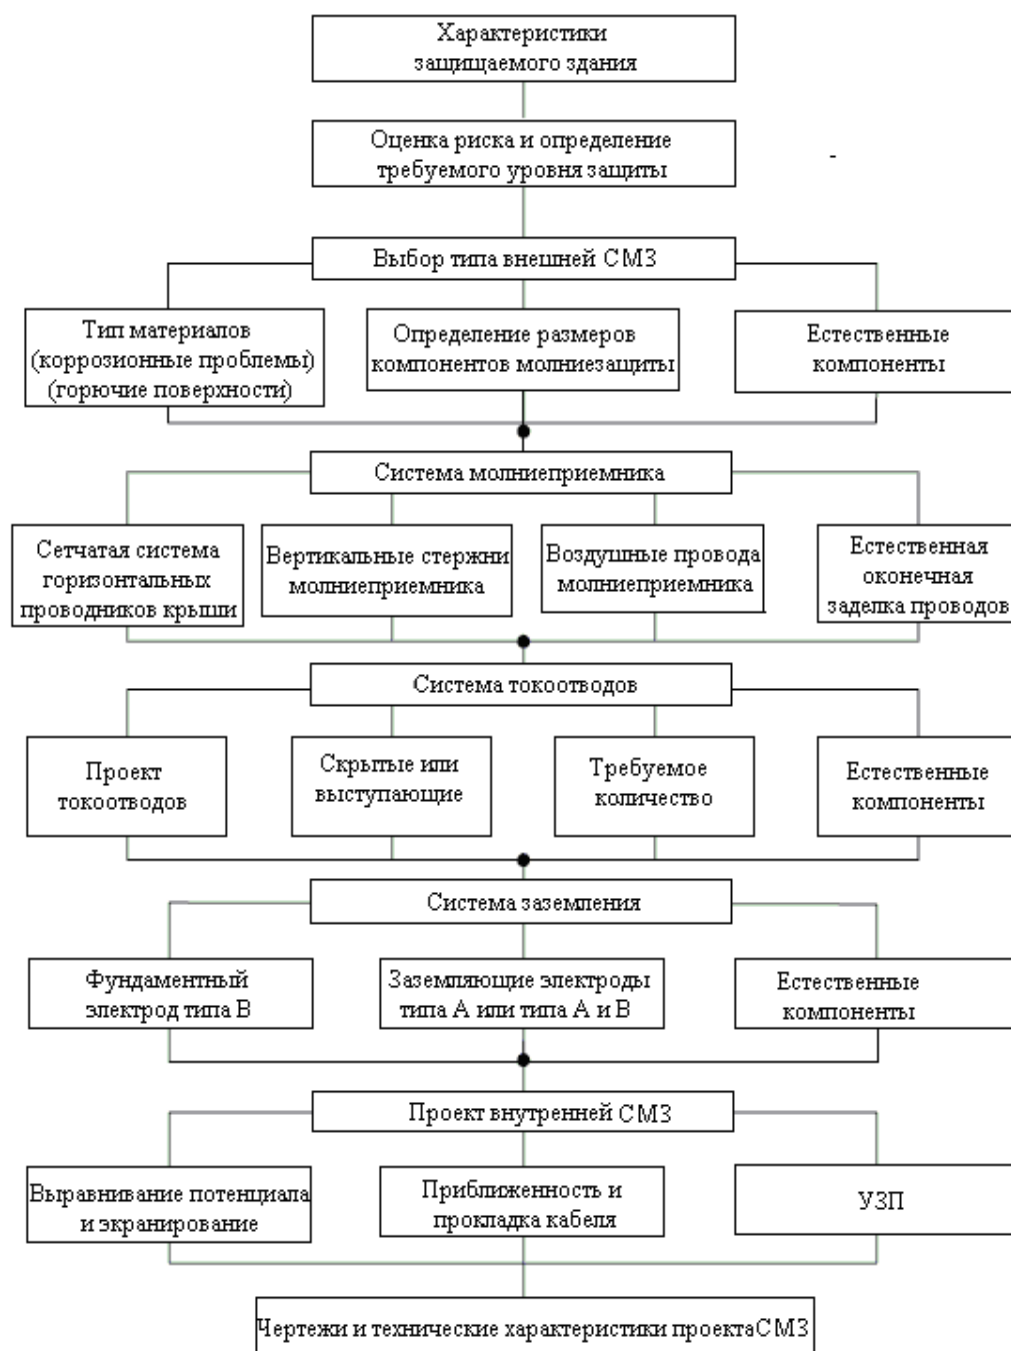 Характеристики
защищаемого здания
Оценка риска и определение
требуемого уровня защиты
Выбор типа внешней СМЗ
Тип материалов
(коррозионные проблемы)
(горючие поверхности)
Определение размеров
компонентов молниезащиты
Естественные
компоненты
Система молниеприемника
Сетчатая система
горизонтальных
проводников крыши
Вертикальные стержни
молниеприемника
Воздушные провода
молниеприемника
Естественная
оконечная
заделка проводов
Система токоотводов
Проект
токоотводов
Скрытые или
выступающие
Требуемое
количество
Естественные
компоненты
Система заземления
Фундаментный
электрод типа В
Заземляющие электроды
типа А или типа А и В
Естественные
компоненты
Проект внутренней СМЗ
Выравнивание потенциала
и экранирование
Приближенность и
прокладка кабеля
УЗП
Чертежи и технические характеристики проектаСМЗ